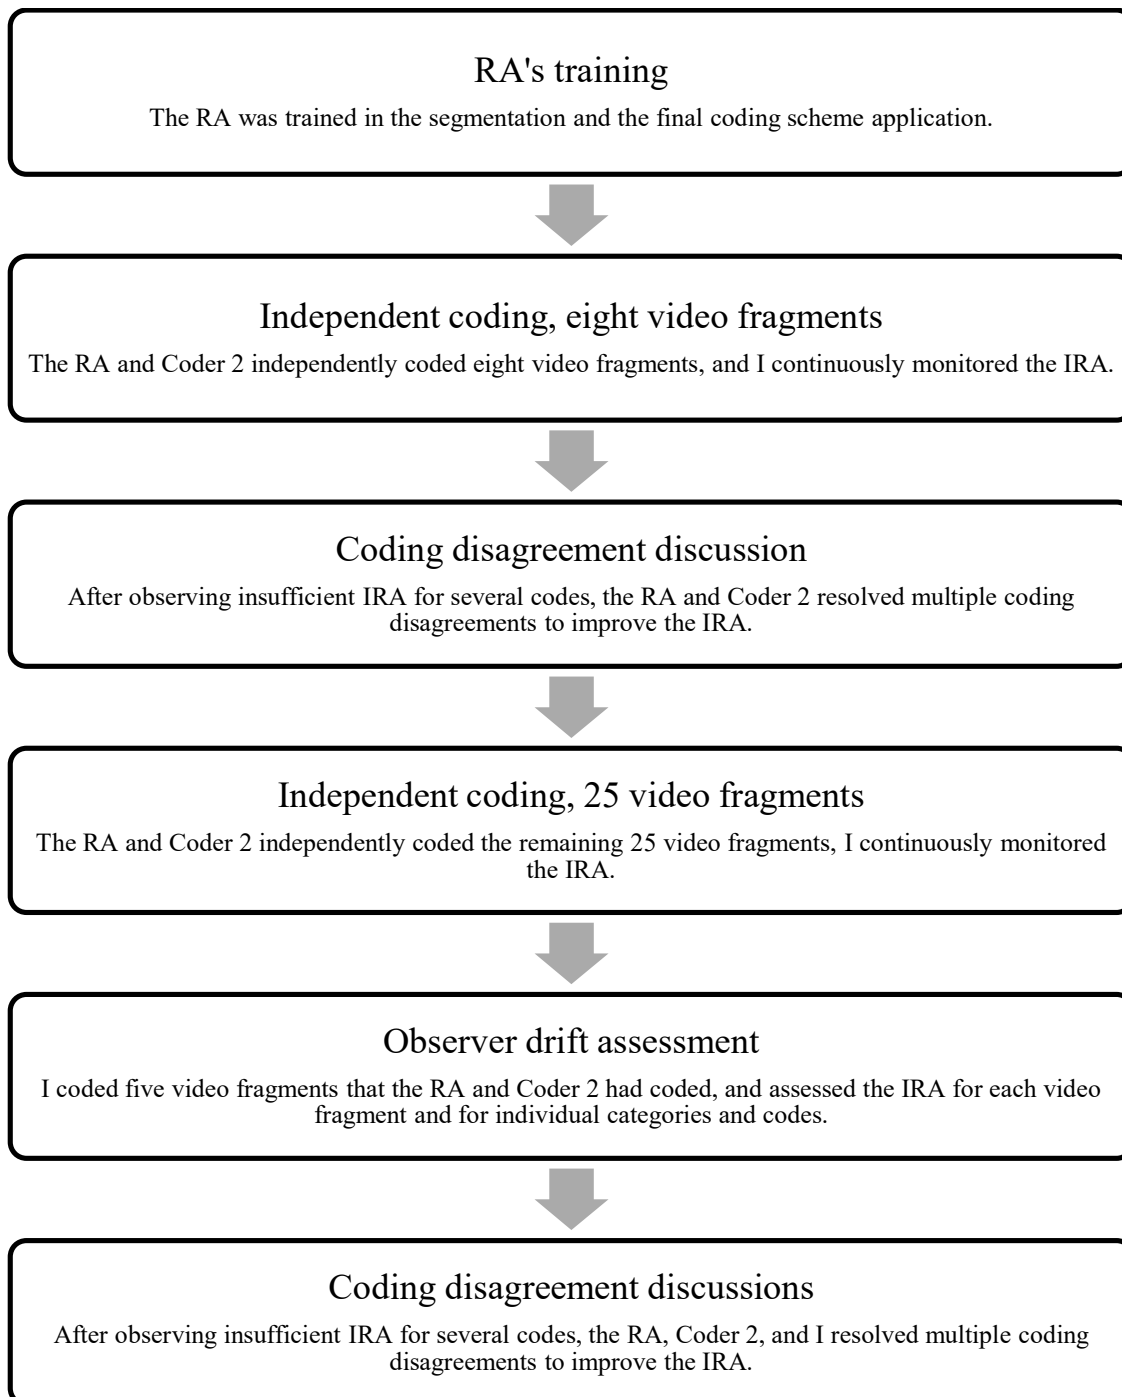 RA's training
The RA was trained in the segmentation and the final coding scheme application.
Independent coding, eight video fragments
The RA and Coder 2 independently coded eight video fragments, and I continuously monitored the IRA.
Coding disagreement discussion
After observing insufficient IRA for several codes, the RA and Coder 2 resolved multiple coding
disagreements to improve the IRA.
Independent coding, 25 video fragments
The RA and Coder 2 independently coded the remaining 25 video fragments, I continuously monitored
the IRA.
Observer drift assessment
I coded five video fragments that the RA and Coder 2 had coded, and assessed the IRA for each video
fragment and for individual categories and codes.
Coding disagreement discussions
After observing insufficient IRA for several codes, the RA, Coder 2, and I resolved multiple coding
disagreements to improve the IRA.